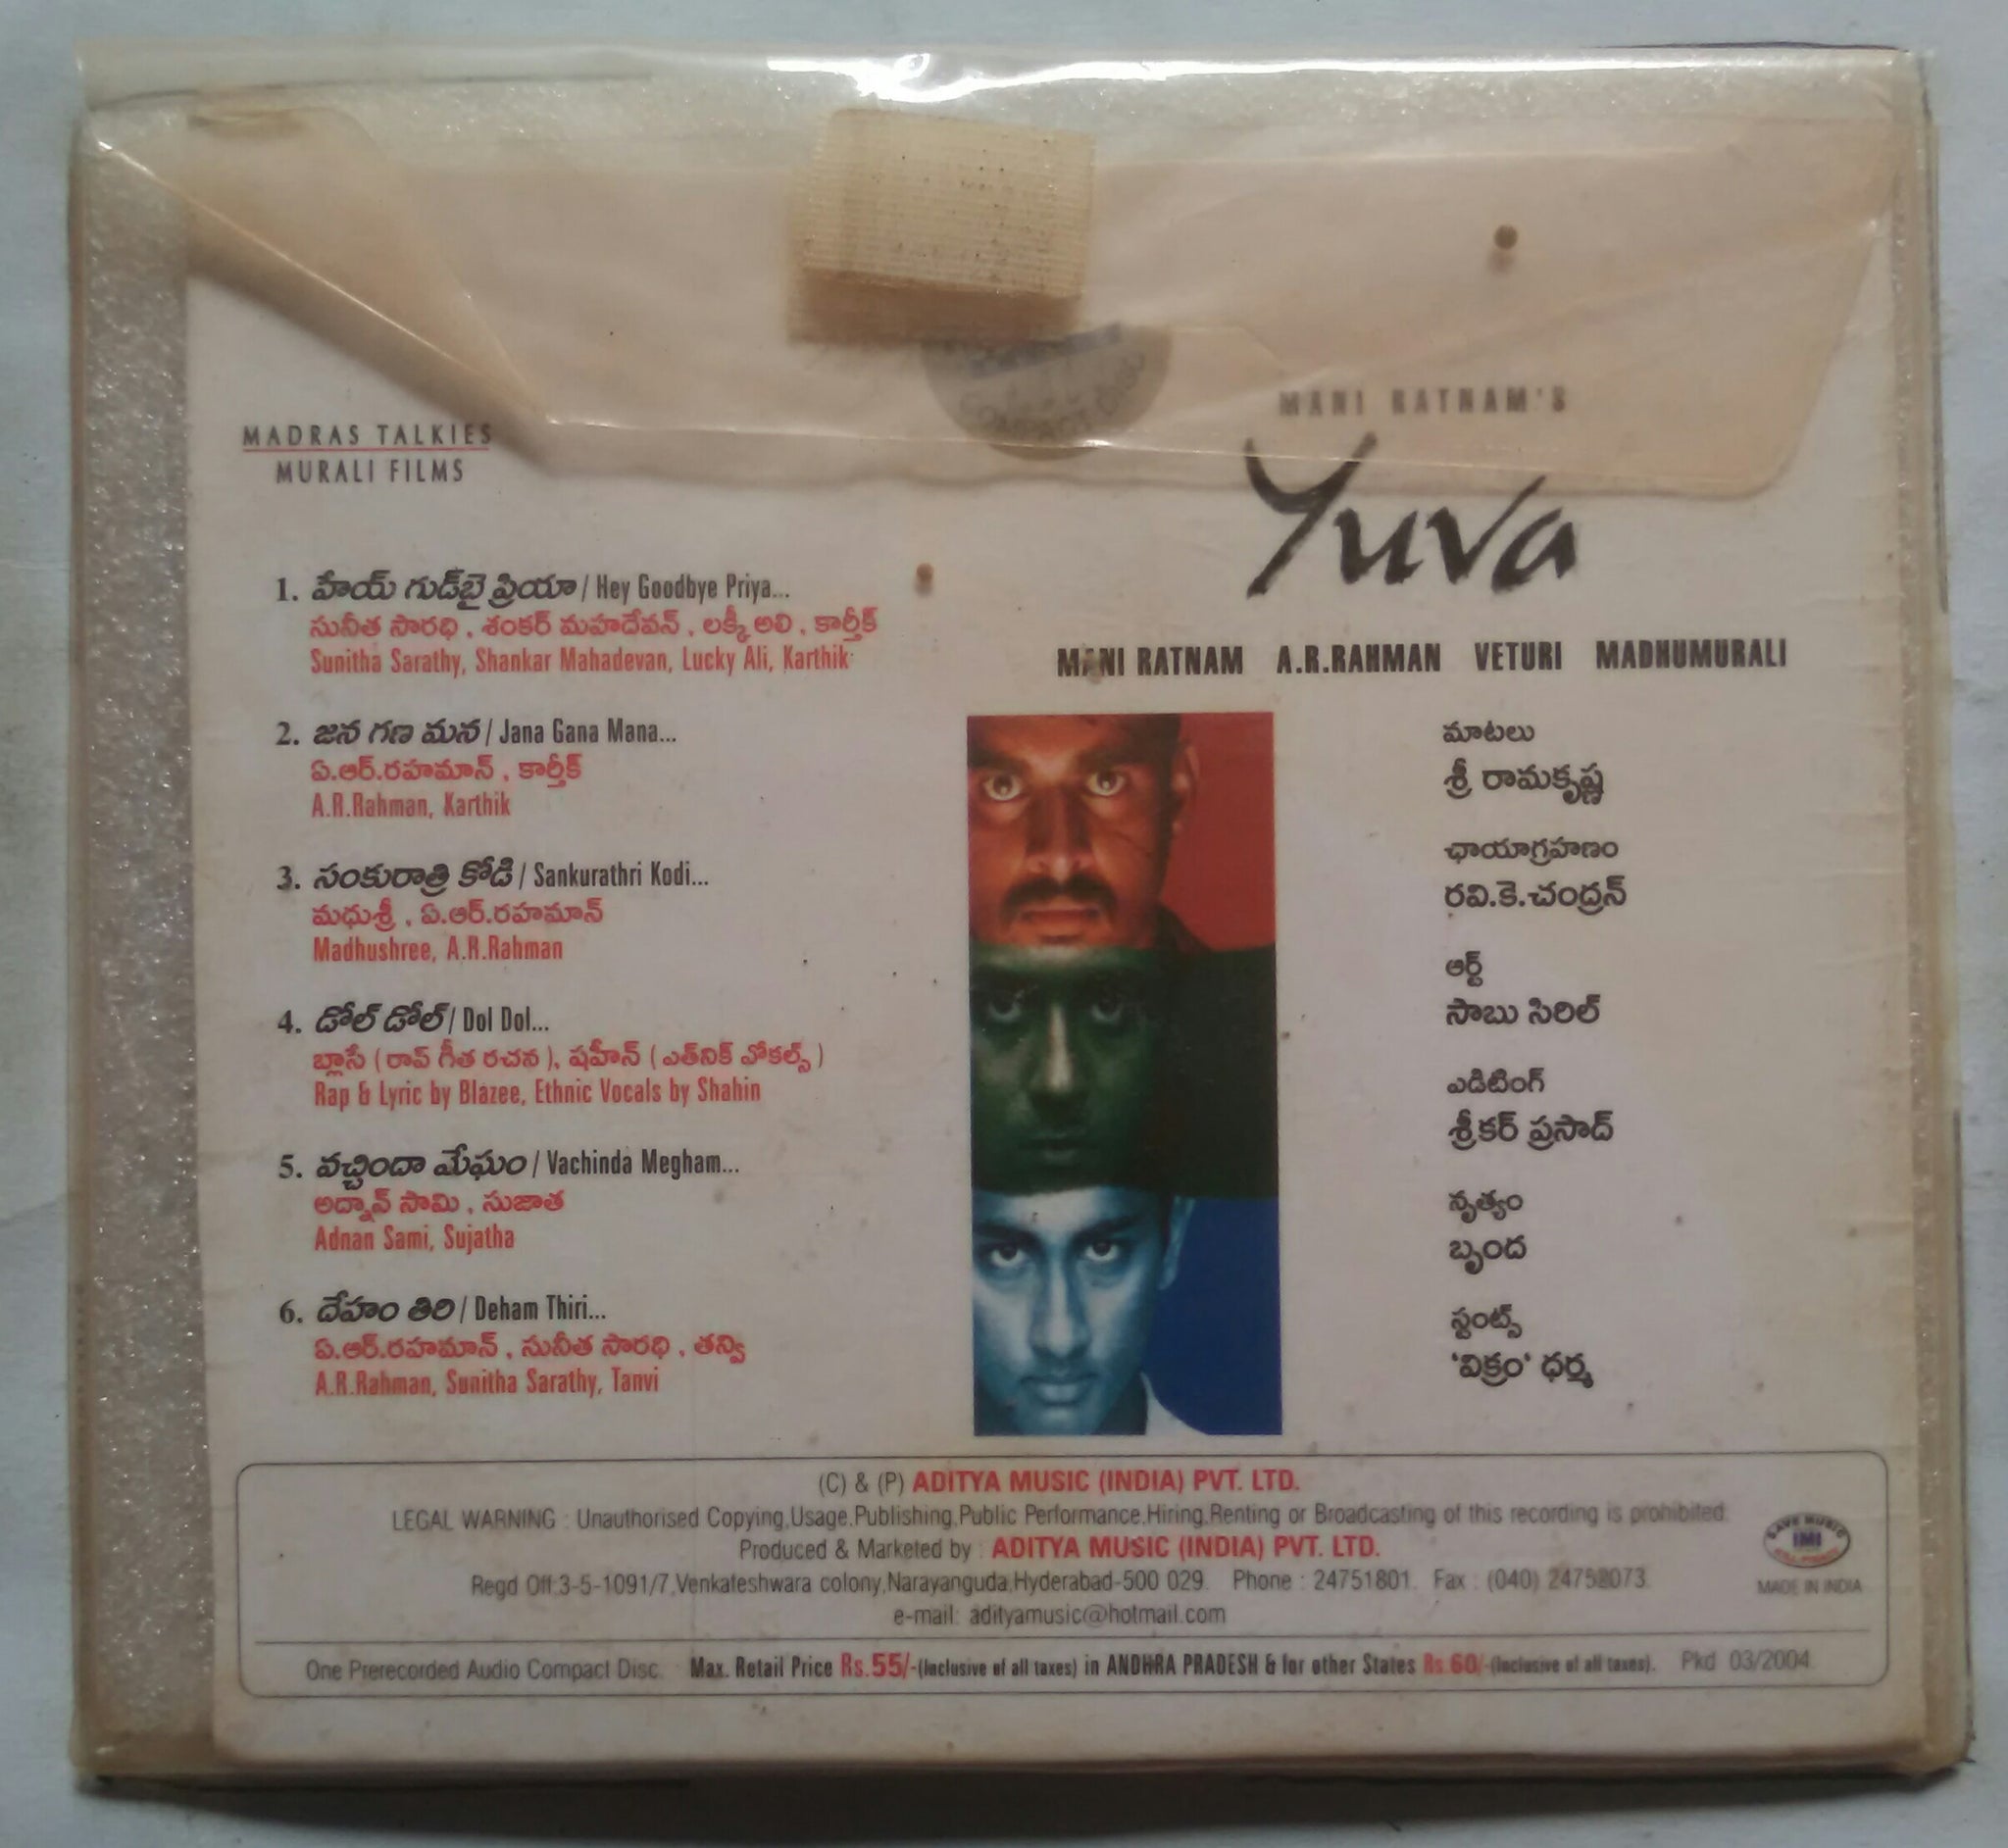 COMPACT DISC
MANI RATNAM'S
Yuva
MADRAS TALKIES
MURALI FILMS
MANI RATNAM A.R.RAHMAN VETURI MADHUMURALI
1. హేయ్ గుడ్‌బై ప్రియా / Hey Goodbye Priya...
సునీత సారధి , శంకర్ మహదేవన్ , లక్కీ అలి , కార్తీక్
Sunitha Sarathy, Shankar Mahadevan, Lucky Ali, Karthik
2. జన గణ మన / Jana Gana Mana...
ఏ.ఆర్.రహమాన్ , కార్తీక్
A.R.Rahman, Karthik
3. సంకురాత్రి కోడి / Sankurathri Kodi...
మధుశ్రీ , ఏ.ఆర్.రహమాన్
Madhushree, A.R.Rahman
4. డోల్ డోల్ / Dol Dol...
బ్లాసే ( రావ్ గీత రచన ), షహీన్ ( ఎత్‌నిక్ వోకల్స్ )
Rap & Lyric by Blazee, Ethnic Vocals by Shahin
5. వచ్చిందా మేఘం / Vachinda Megham...
అద్నావ్ సామి , సుజాత
Adnan Sami, Sujatha
6. దేహం తిరి / Deham Thiri...
ఏ.ఆర్.రహమాన్ , సునీత సారధి , తన్వి
A.R.Rahman, Sunitha Sarathy, Tanvi
మాటలు
శ్రీ రామకృష్ణ
ఛాయాగ్రహణం
రవి.కె.చంద్రన్
ఆర్ట్
సాబు సిరిల్
ఎడిటింగ్
శ్రీకర్ ప్రసాద్
నృత్యం
బృంద
స్టంట్స్
'విక్రం' ధర్మ
(C) & (P) ADITYA MUSIC (INDIA) PVT. LTD.
LEGAL WARNING : Unauthorised Copying,Usage,Publishing,Public Performance,Hiring,Renting or Broadcasting of this recording is prohibited.
Produced & Marketed by : ADITYA MUSIC (INDIA) PVT. LTD.
Regd Off:3-5-1091/7,Venkateshwara colony,Narayanguda,Hyderabad-500 029. Phone : 24751801. Fax : (040) 24758073.
e-mail: adityamusic@hotmail.com
SAVE MUSIC
IMI
MADE IN INDIA
One Prerecorded Audio Compact Disc. Max. Retail Price Rs.55/-(Inclusive of all taxes) in ANDHRA PRADESH & for other States Rs.60/-(Inclusive of all taxes). Pkd 03/2004.